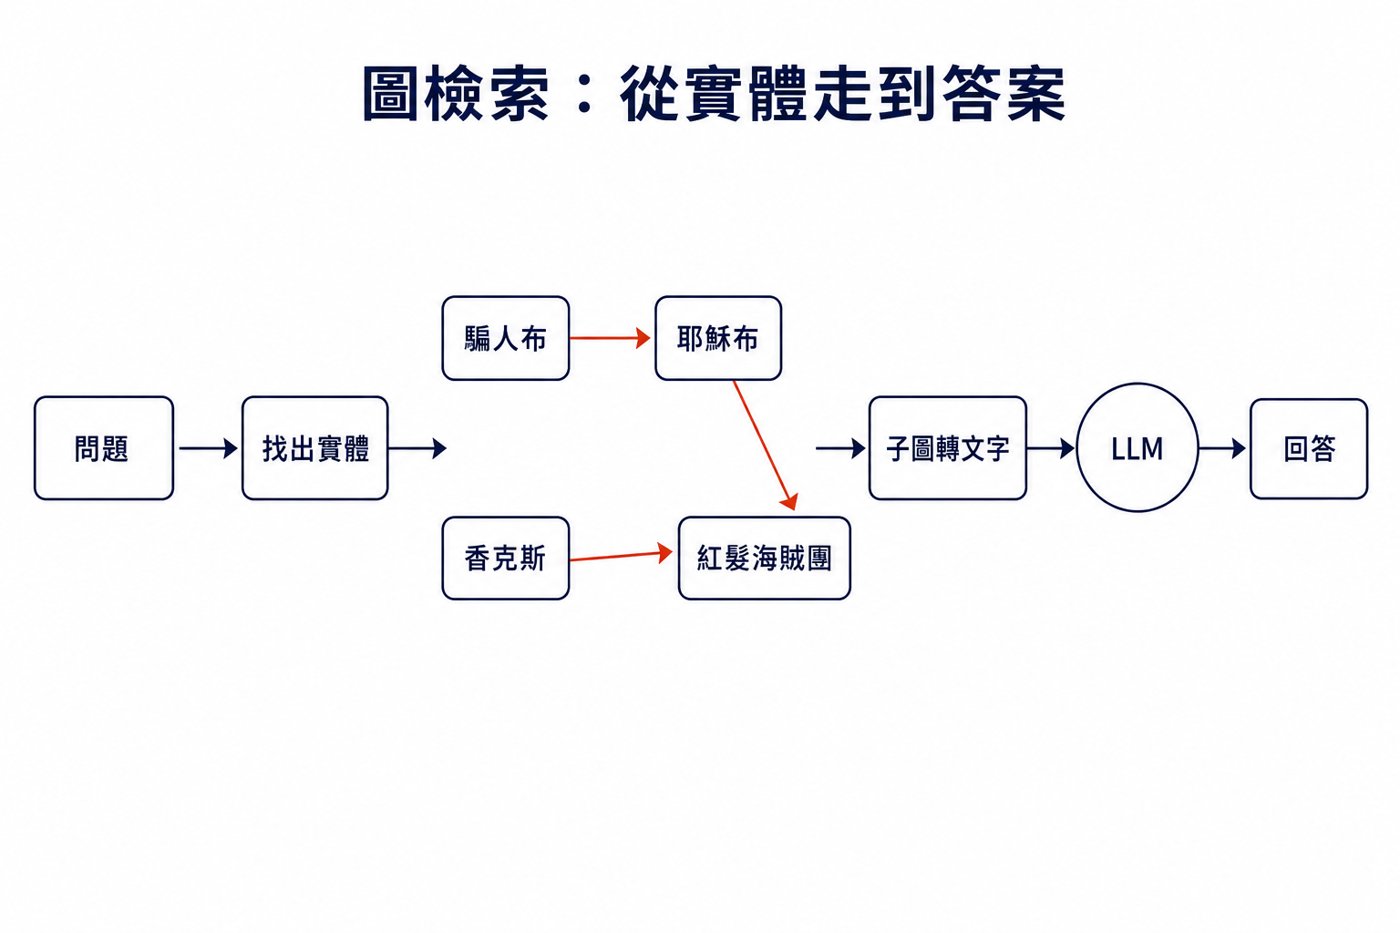 圖檢索：從實體走到答案
問題
找出實體
騙人布
耶穌布
香克斯
紅髮海賊團
子圖轉文字
LLM
回答